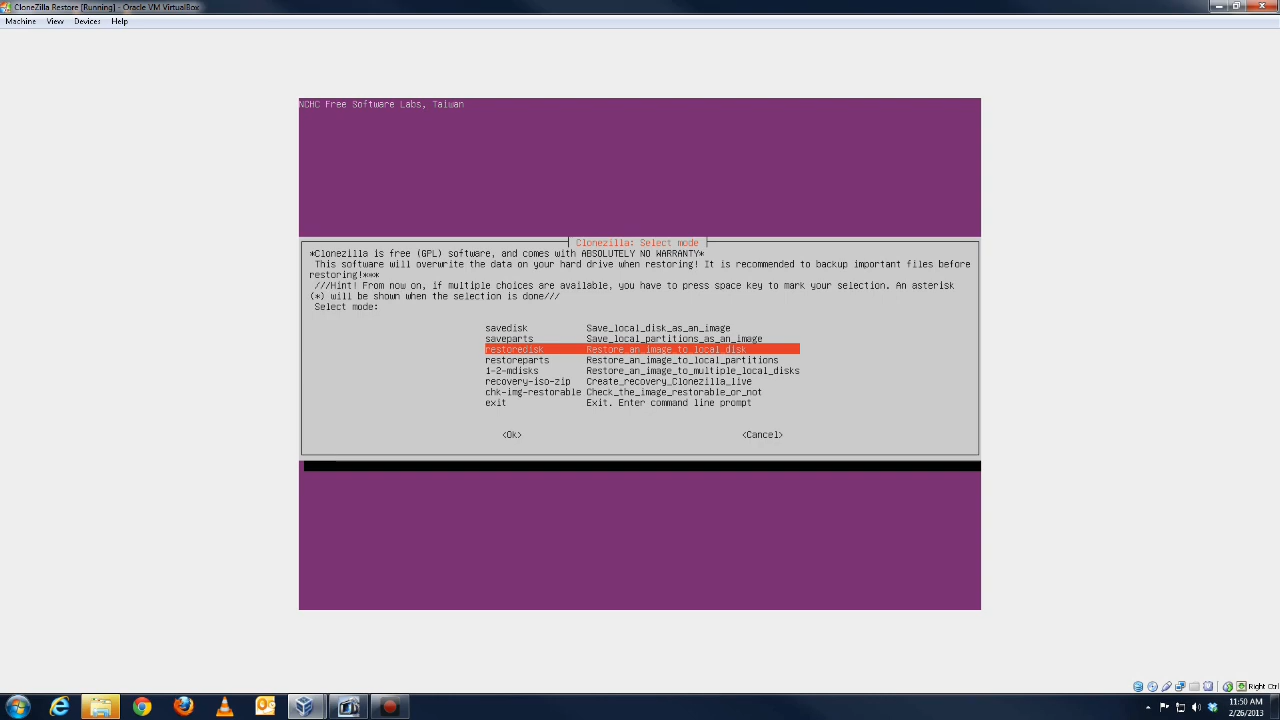 CloneZilla Restore [Running] - Oracle VM VirtualBox
Machine View Devices Help
NCHC Free Software Labs, Taiwan
Clonezilla: Select mode
*Clonezilla is free (GPL) software, and comes with ABSOLUTELY NO WARRANTY*
This software will overwrite the data on your hard drive when restoring! It is recommended to backup important files before
restoring!***
///Hint! From now on, if multiple choices are available, you have to press space key to mark your selection. An asterisk
(*) will be shown when the selection is done///
Select mode:
savedisk Save_local_disk_as_an_image
saveparts Save_local_partitions_as_an_image
restoredisk Restore_an_image_to_local_disk
restoreparts Restore_an_image_to_local_partitions
1-2-mdisks Restore_an_image_to_multiple_local_disks
recovery-iso-zip Create_recovery_Clonezilla_live
chk-img-restorable Check_the_image_restorable_or_not
exit Exit. Enter command line prompt
<Ok> <Cancel>
Right Ctrl
11:50 AM
2/26/2013